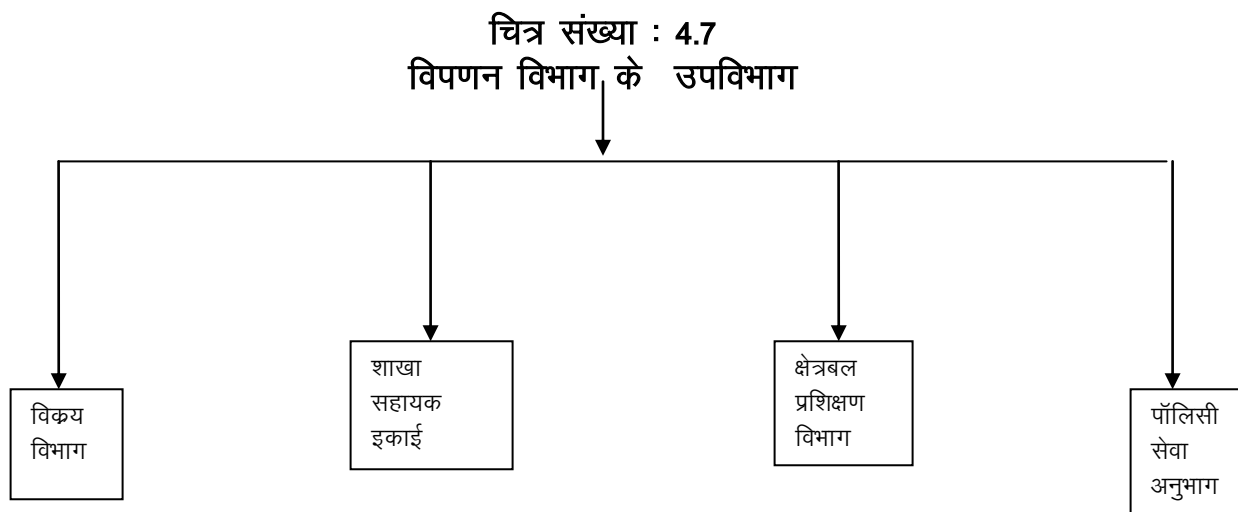 चित्र संख्या : 4.7
विपणन विभाग के उपविभाग
शाखा
सहायक
इकाई
क्षेत्रबल
प्रशिक्षण
विभाग
विक्रय
विभाग
पॉलिसी
सेवा
अनुभाग